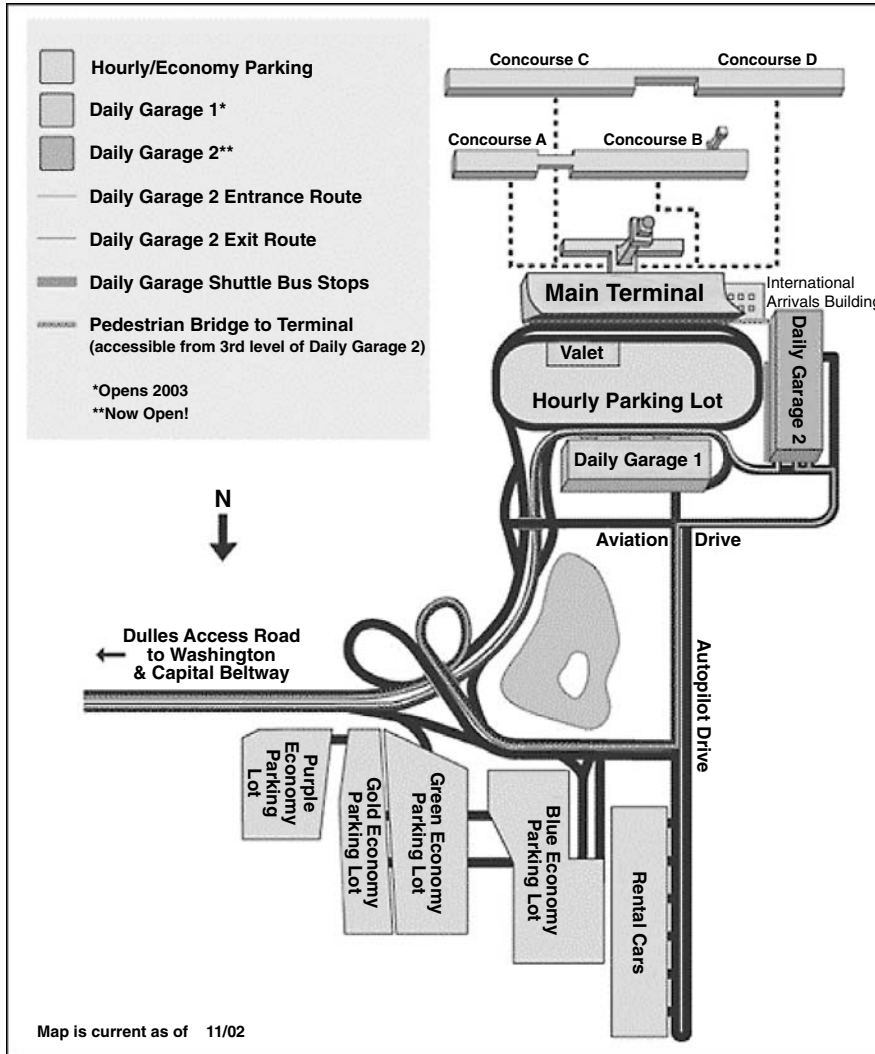 Hourly/Economy Parking
Daily Garage 1*
Daily Garage 2**
Daily Garage 2 Entrance Route
Daily Garage 2 Exit Route
Daily Garage Shuttle Bus Stops
Pedestrian Bridge to Terminal
(accessible from 3rd level of Daily Garage 2)
*Opens 2003
**Now Open!
Concourse C
Concourse D
Concourse A
Concourse B
Main Terminal
International
Arrivals Building
Valet
Hourly Parking Lot
Daily Garage 2
Daily Garage 1
N
Aviation Drive
Autopilot Drive
Dulles Access Road
to Washington
& Capital Beltway
Purple
Economy
Parking
Lot
Gold Economy
Parking Lot
Green Economy
Parking Lot
Blue Economy
Parking Lot
Rental Cars
Map is current as of 11/02